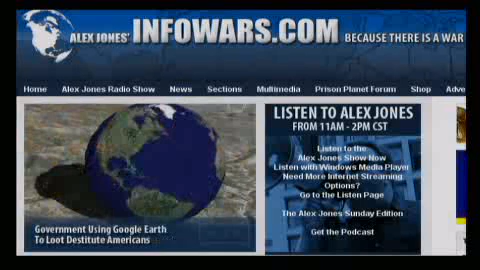 ALEX JONES' INFOWARS.COM BECAUSE THERE IS A WAR
Home Alex Jones Radio Show News Sections Multimedia Prison Planet Forum Shop Adve
LISTEN TO ALEX JONES
FROM 11AM - 2PM CST
Listen to the
Alex Jones Show Now
Listen with Windows Media Player
Need More Internet Streaming
Options?
Go to the Listen Page
The Alex Jones Sunday Edition
Get the Podcast
Government Using Google Earth
To Loot Destitute Americans